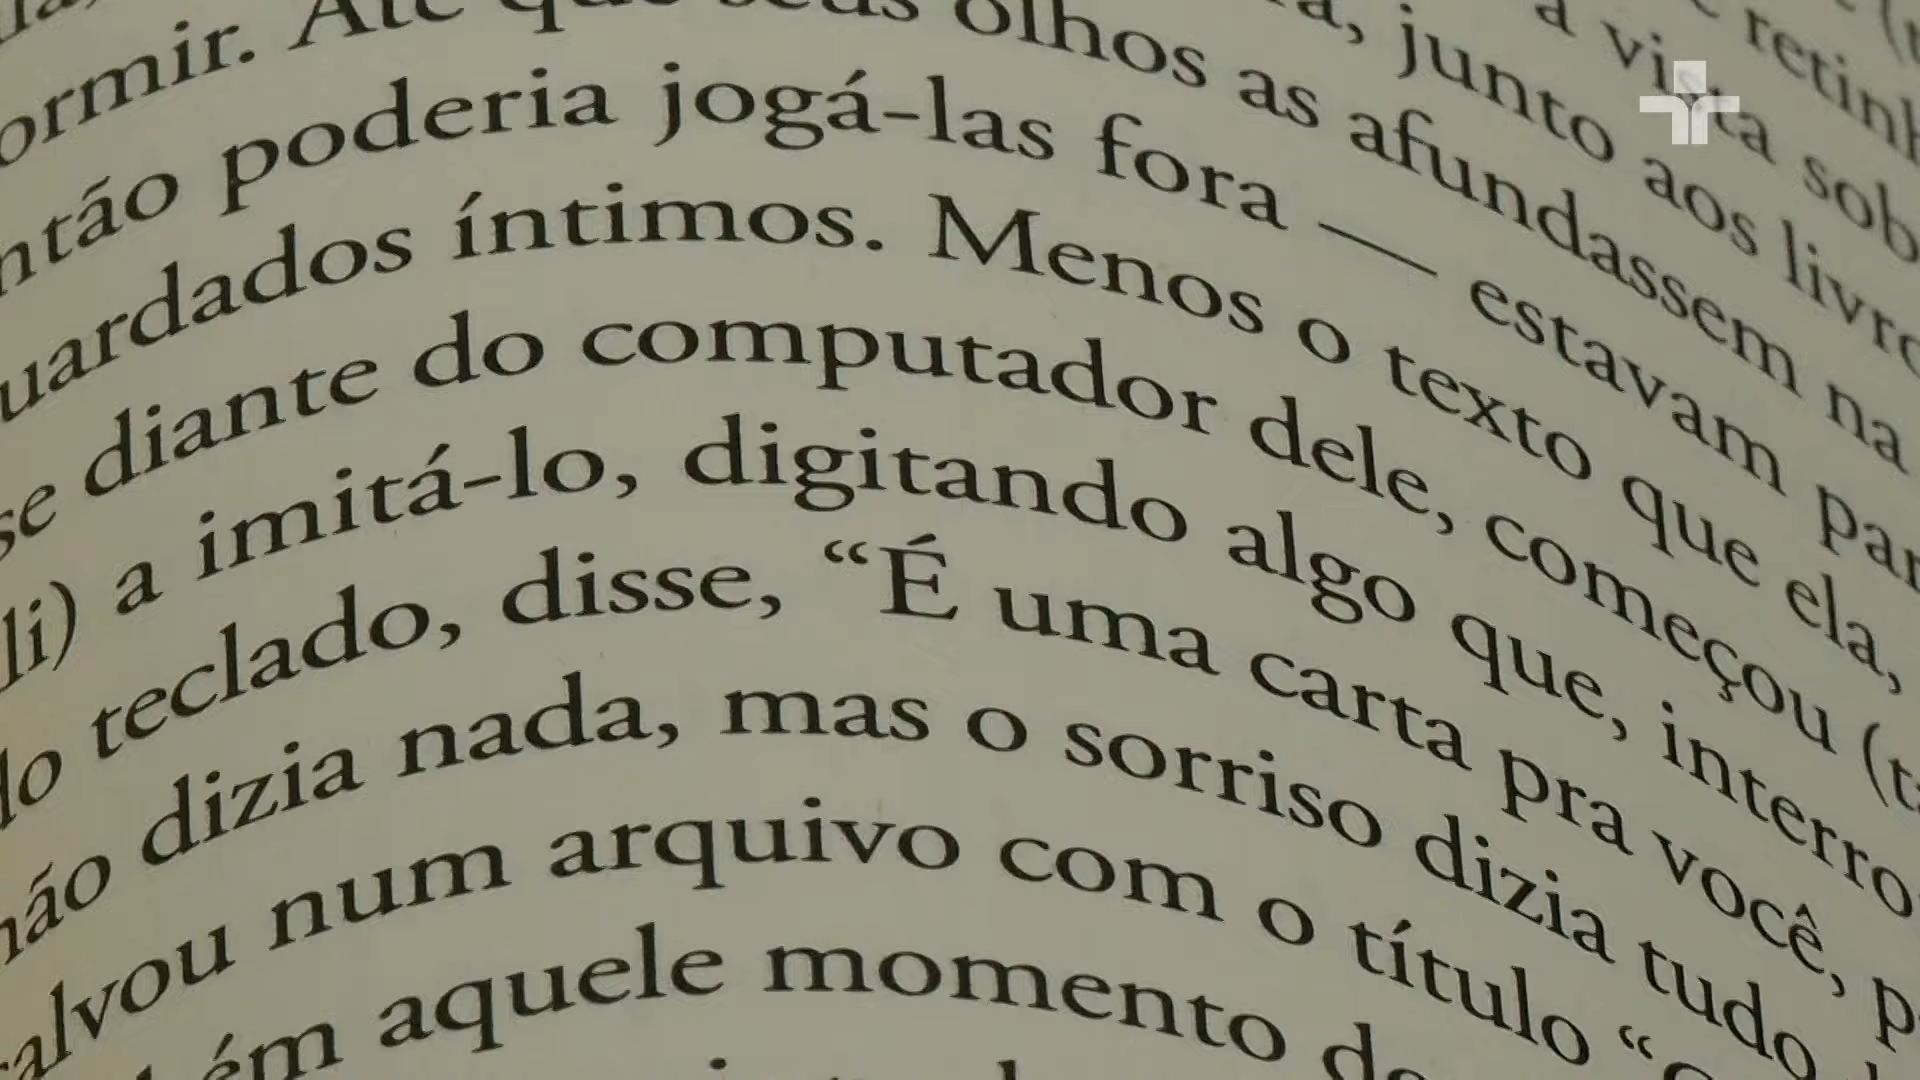 retinh
a vista sob
a, junto aos livro
ormir. Até que seus olhos as afundassem na
ntão poderia jogá-las fora — estavam par
uardados íntimos. Menos o texto que ela,
se diante do computador dele, começou (t
li) a imitá-lo, digitando algo que, interro
do teclado, disse, “É uma carta pra você, p
não dizia nada, mas o sorriso dizia tudo
alvou num arquivo com o título “
ém aquele momento d